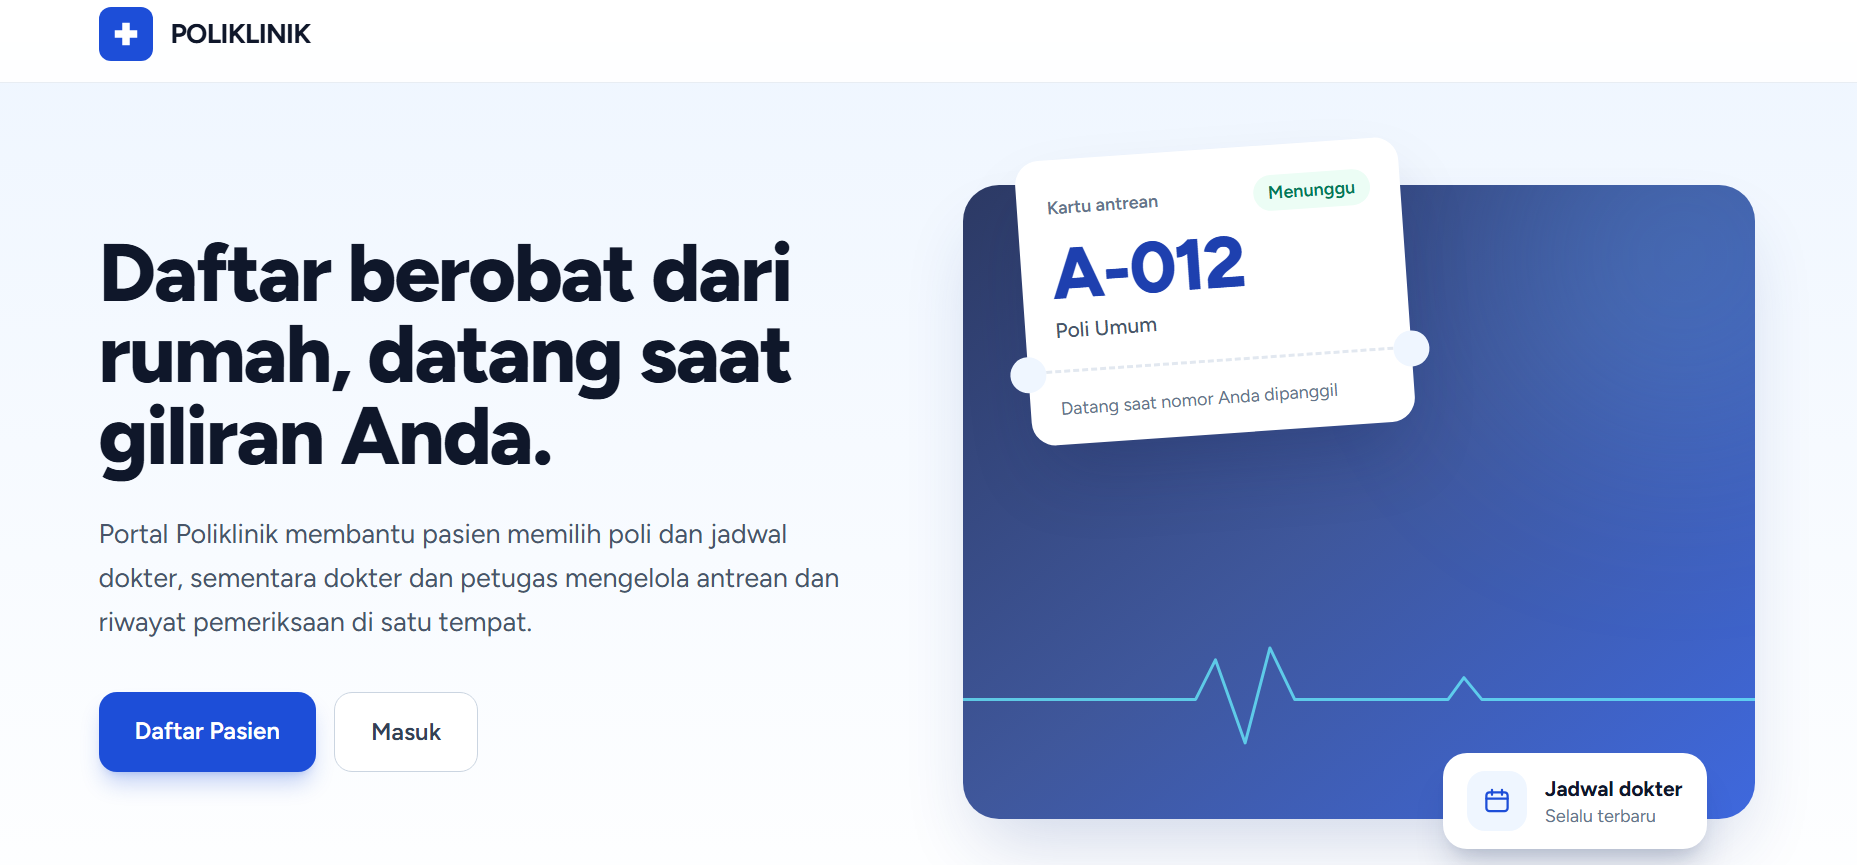 POLIKLINIK
Daftar berobat dari
rumah, datang saat
giliran Anda.
Portal Poliklinik membantu pasien memilih poli dan jadwal
dokter, sementara dokter dan petugas mengelola antrean dan
riwayat pemeriksaan di satu tempat.
Daftar Pasien
Masuk
Kartu antrean
Menunggu
A-012
Poli Umum
Datang saat nomor Anda dipanggil
Jadwal dokter
Selalu terbaru